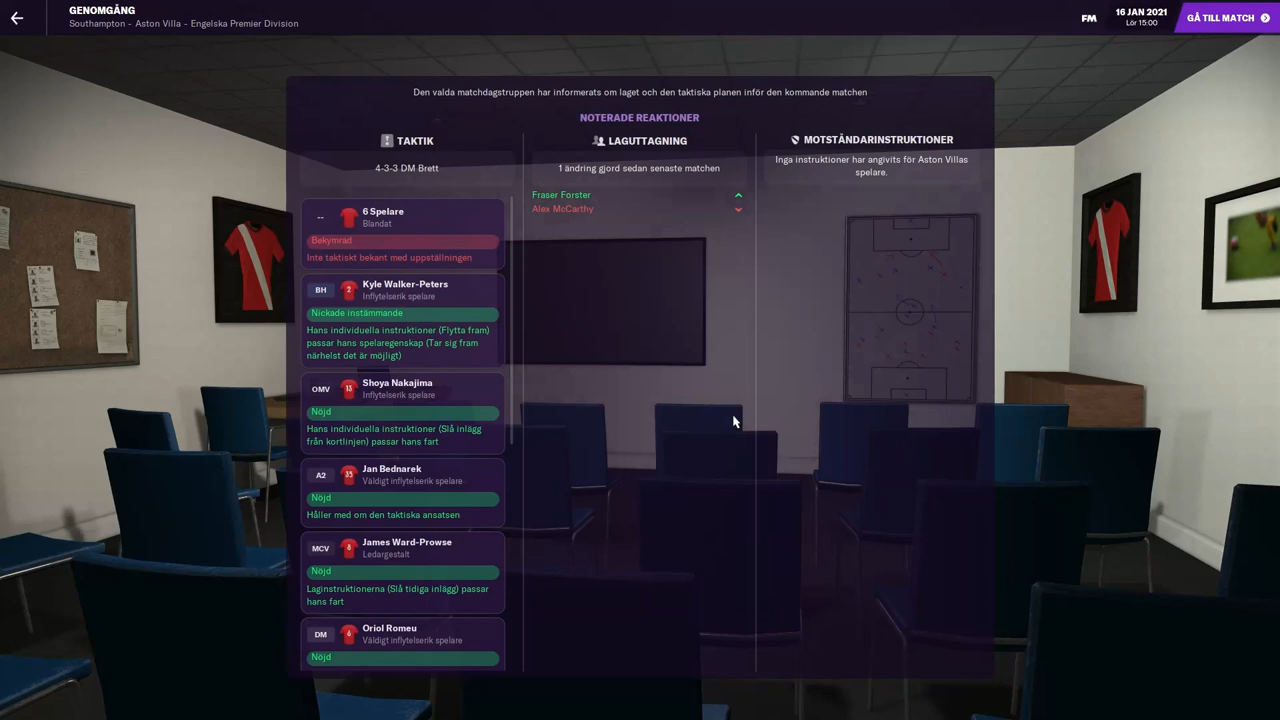 GENOMGÅNG
Southampton - Aston Villa - Engelska Premier Division
FM
16 JAN 2021
Lör 15:00
GÅ TILL MATCH
Den valda matchdagstruppen har informerats om laget och den taktiska planen inför den kommande matchen
NOTERADE REAKTIONER
TAKTIK
4-3-3 DM Brett
-- 6 Spelare
Blandat
Bekymrad
Inte taktiskt bekant med uppställningen
BH 2 Kyle Walker-Peters
Inflytelserik spelare
Nickade instämmande
Hans individuella instruktioner (Flytta fram)
passar hans spelaregenskap (Tar sig fram
närhelst det är möjligt)
OMV Shoya Nakajima
Inflytelserik spelare
Nöjd
Hans individuella instruktioner (Slå inlägg
från kortlinjen) passar hans fart
A2 35 Jan Bednarek
Väldigt inflytelserik spelare
Nöjd
Håller med om den taktiska ansatsen
MCV 8 James Ward-Prowse
Ledargestalt
Nöjd
Laginstruktionerna (Slå tidiga inlägg) passar
hans fart
DM 6 Oriol Romeu
Väldigt inflytelserik spelare
Nöjd
LAGUTTAGNING
1 ändring gjord sedan senaste matchen
Fraser Forster
Alex McCarthy
MOTSTÅNDARINSTRUKTIONER
Inga instruktioner har angivits för Aston Villas
spelare.